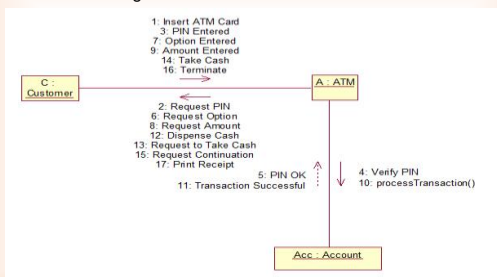 1: Insert ATM Card
3: PIN Entered
7: Option Entered
9: Amount Entered
14: Take Cash
16: Terminate
C :
Customer
A : ATM
2: Request PIN
6: Request Option
8: Request Amount
12: Dispense Cash
13: Request to Take Cash
15: Request Continuation
17: Print Receipt
5: PIN OK
11: Transaction Successful
4: Verify PIN
10: processTransaction()
Acc : Account